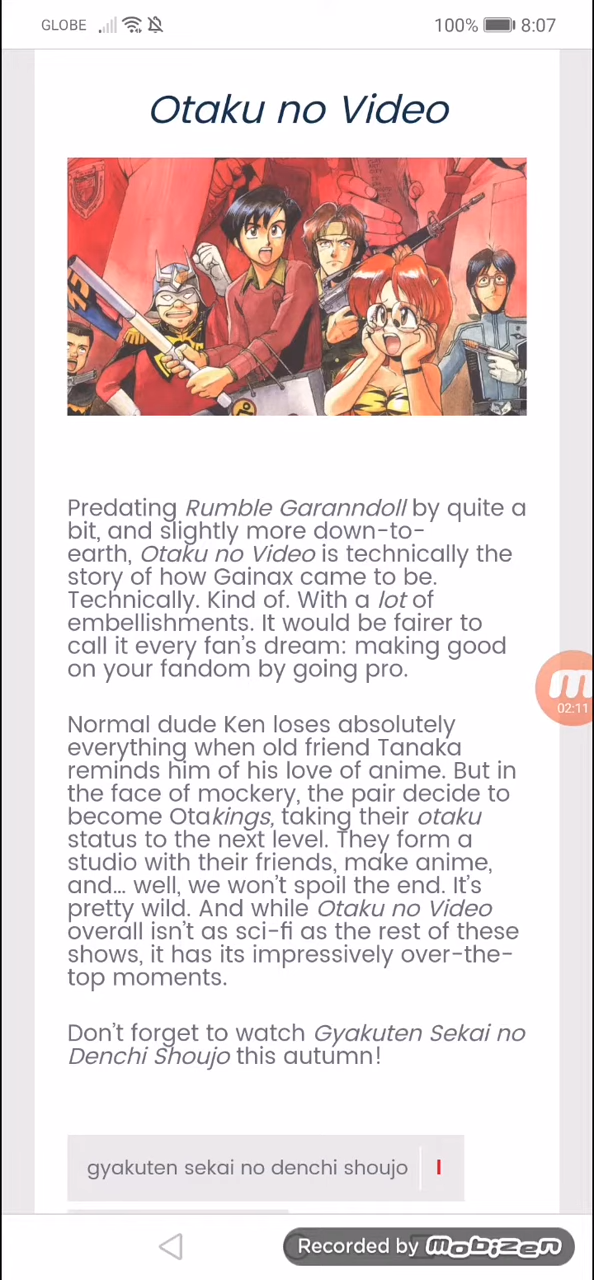 GLOBE 100% 8:07
Otaku no Video
Predating Rumble Garanndoll by quite a
bit, and slightly more down-to-
earth, Otaku no Video is technically the
story of how Gainax came to be.
Technically. Kind of. With a lot of
embellishments. It would be fairer to
call it every fan’s dream: making good
on your fandom by going pro.
Normal dude Ken loses absolutely
everything when old friend Tanaka
reminds him of his love of anime. But in
the face of mockery, the pair decide to
become Otakings, taking their otaku
status to the next level. They form a
studio with their friends, make anime,
and… well, we won’t spoil the end. It’s
pretty wild. And while Otaku no Video
overall isn’t as sci-fi as the rest of these
shows, it has its impressively over-the-
top moments.
Don’t forget to watch Gyakuten Sekai no
Denchi Shoujo this autumn!
gyakuten sekai no denchi shoujo I
m
02:11
Recorded by mobizen